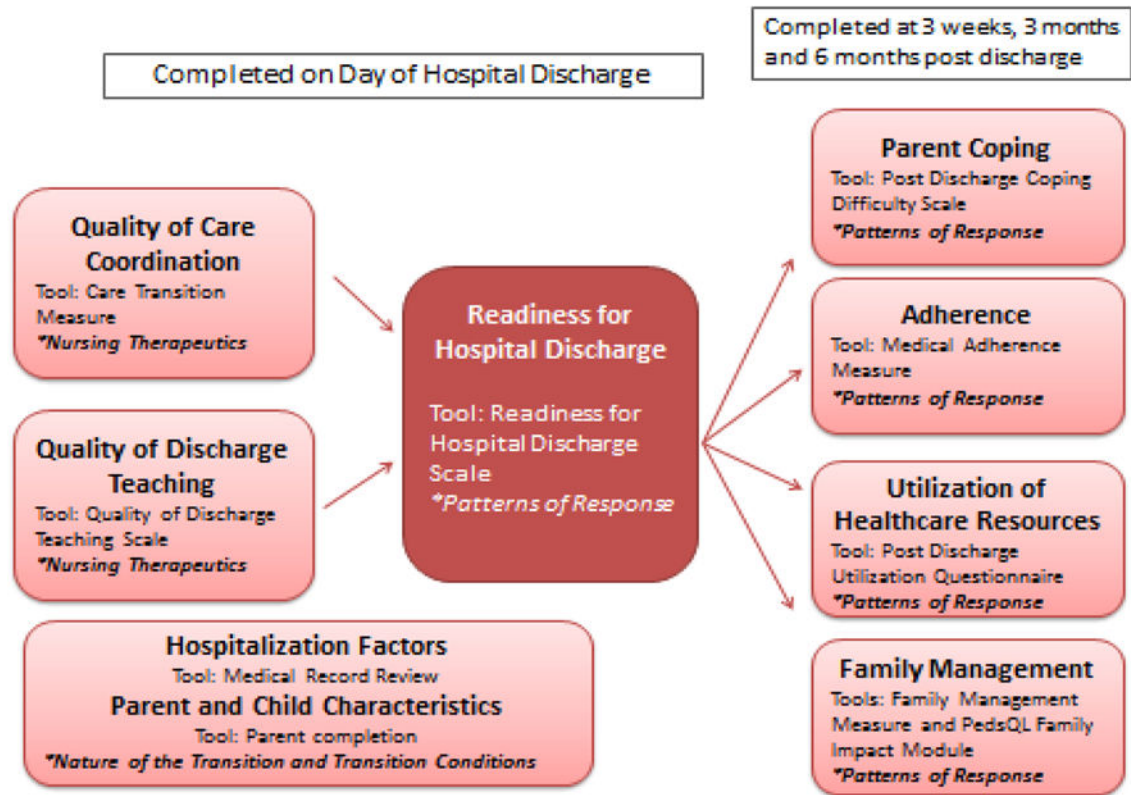 Completed on Day of Hospital Discharge
Completed at 3 weeks, 3 months
and 6 months post discharge
Quality of Care
Coordination
Tool: Care Transition
Measure
*Nursing Therapeutics
Quality of Discharge
Teaching
Tool: Quality of Discharge
Teaching Scale
*Nursing Therapeutics
Hospitalization Factors
Tool: Medical Record Review
Parent and Child Characteristics
Tool: Parent completion
*Nature of the Transition and Transition Conditions
Readiness for
Hospital Discharge
Tool: Readiness for
Hospital Discharge
Scale
*Patterns of Response
Parent Coping
Tool: Post Discharge Coping
Difficulty Scale
*Patterns of Response
Adherence
Tool: Medical Adherence
Measure
*Patterns of Response
Utilization of
Healthcare Resources
Tool: Post Discharge
Utilization Questionnaire
*Patterns of Response
Family Management
Tools: Family Management
Measure and PedsQL Family
Impact Module
*Patterns of Response